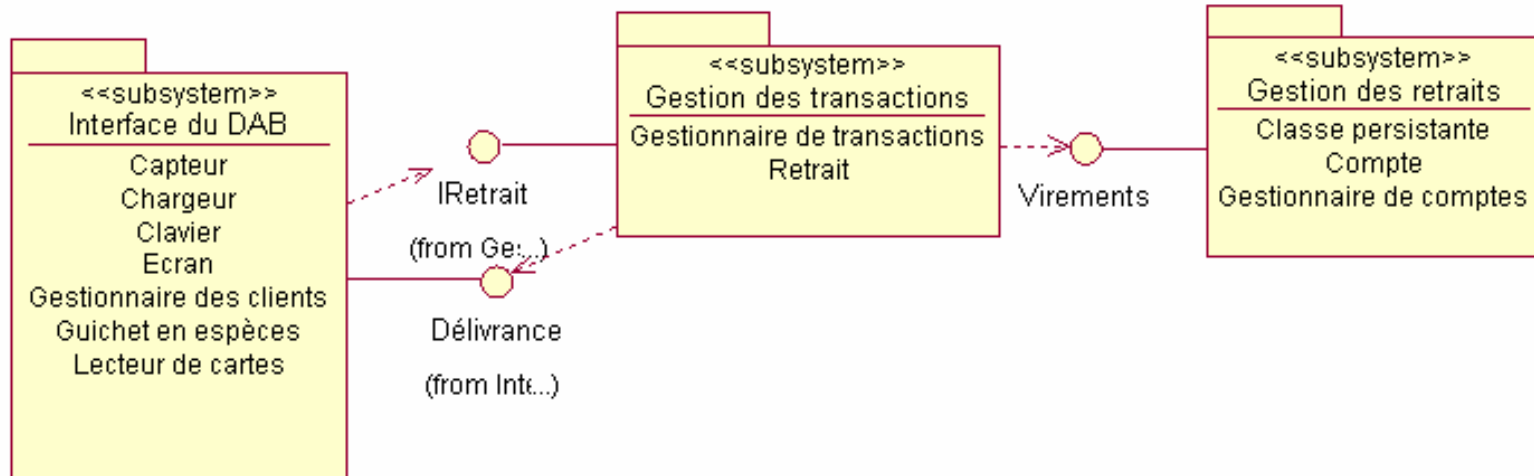 <<subsystem>>
Interface du DAB
Capteur
Chargeur
Clavier
Ecran
Gestionnaire des clients
Guichet en espèces
Lecteur de cartes
IRetrait
(from Ge:...)
Délivrance
(from Inte...)
<<subsystem>>
Gestion des transactions
Gestionnaire de transactions
Retrait
Virements
<<subsystem>>
Gestion des retraits
Classe persistante
Compte
Gestionnaire de comptes